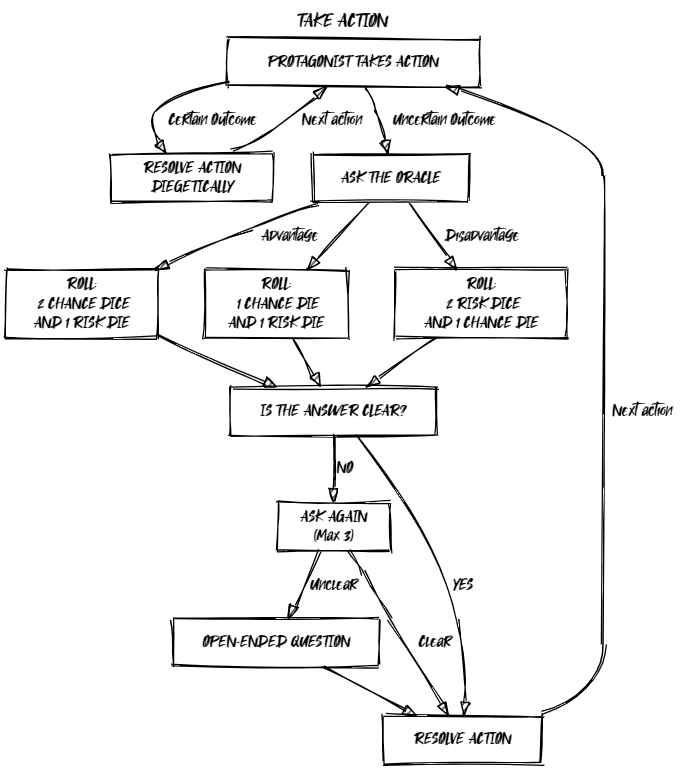 TAKE ACTION
PROTAGONIST TAKES ACTION
Certain Outcome
Next action
Uncertain Outcome
RESOLVE ACTION
DIEGETICALLY
ASK THE ORACLE
Advantage
Disadvantage
ROLL:
2 CHANCE DICE
AND 1 RISK DIE
ROLL:
1 CHANCE DIE
AND 1 RISK DIE
ROLL:
2 RISK DICE
AND 1 CHANCE DIE
IS THE ANSWER CLEAR?
Next action
NO
ASK AGAIN
(Max 3)
Unclear
YES
OPEN-ENDED QUESTION
Clear
RESOLVE ACTION